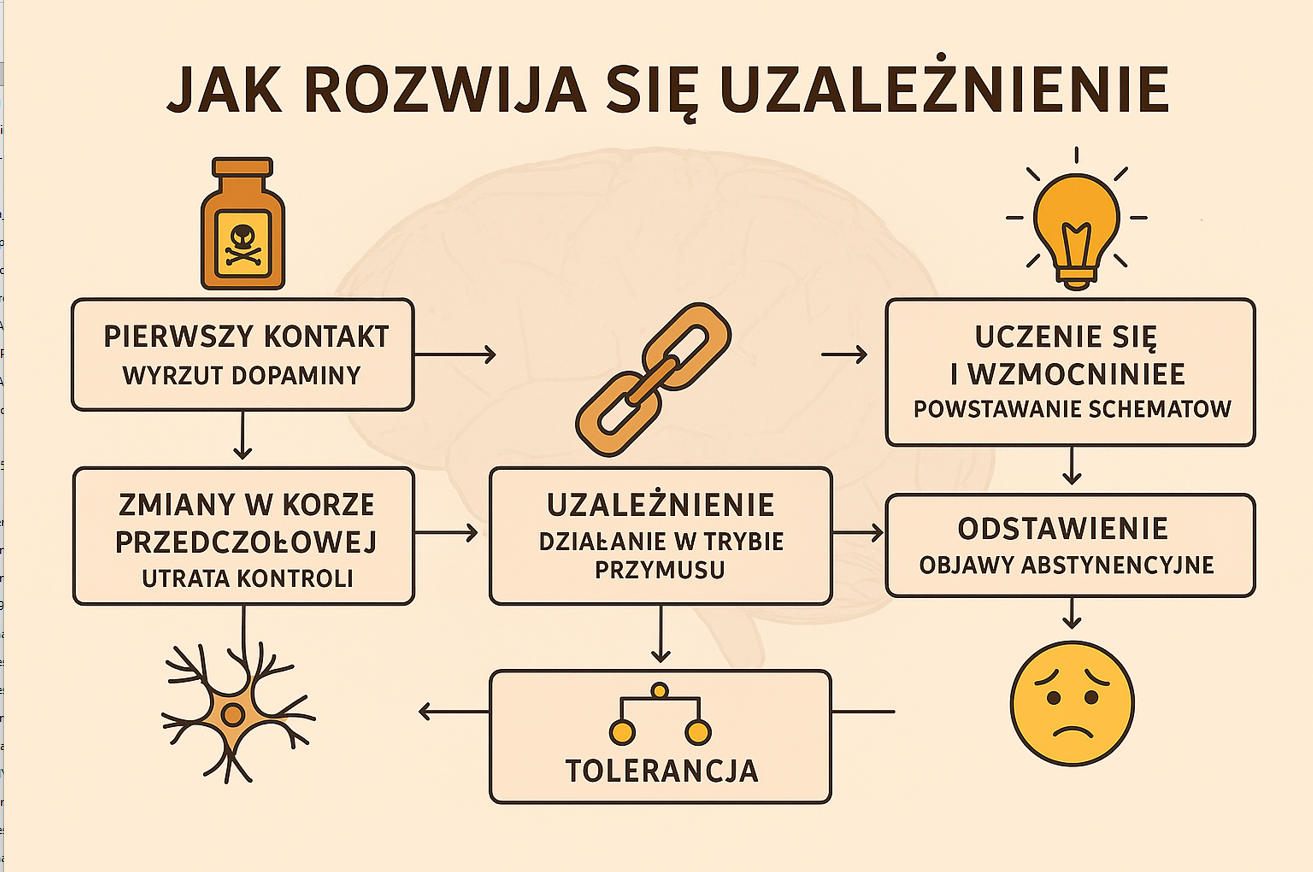 JAK ROZWIJA SIĘ UZALEŻNIENIE
PIERWSZY KONTAKT
WYRZUT DOPAMINY
UCZENIE SIĘ
I WZMOCNINIEE
POWSTAWANIE SCHEMATOW
ZMIANY W KORZE
PRZEDCZOŁOWEJ
UTRATA KONTROLI
UZALEŻNIENIE
DZIAŁANIE W TRYBIE
PRZYMUSU
ODSTAWIENIE
OBJAWY ABSTYNENCYJNE
TOLERANCJA